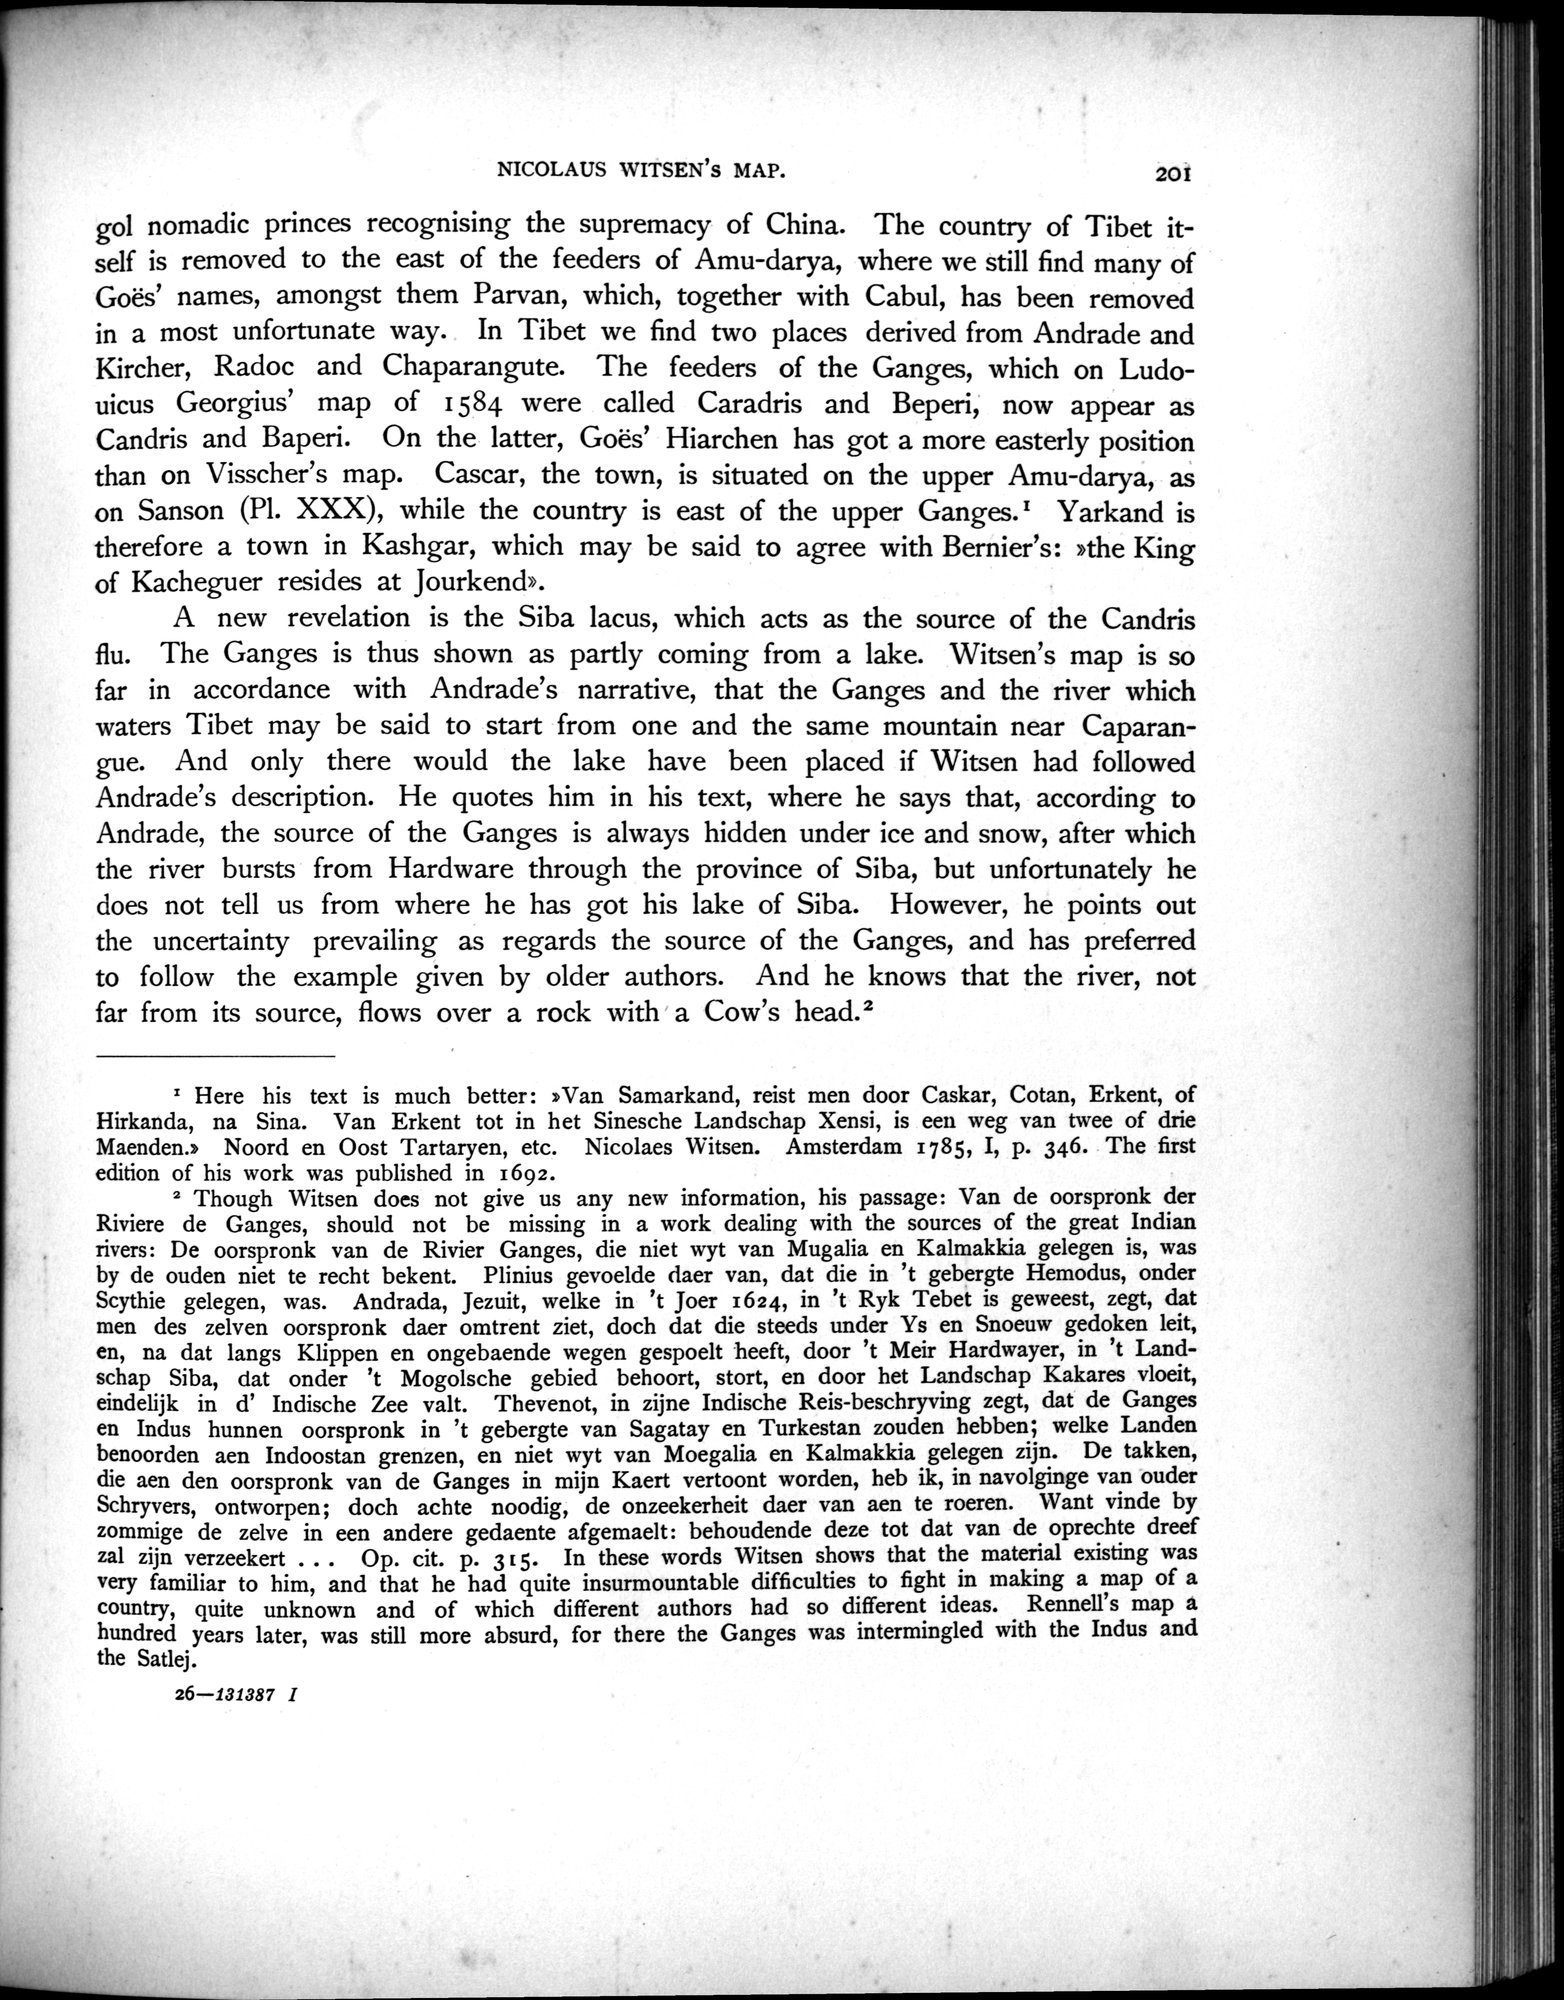 NICOLAUS WITSEN'S MAP. 201
gol nomadic princes recognising the supremacy of China. The country of Tibet it-
self is removed to the east of the feeders of Amu-darya, where we still find many of
Goës' names, amongst them Parvan, which, together with Cabul, has been removed
in a most unfortunate way. In Tibet we find two places derived from Andrade and
Kircher, Radoc and Chaparangute. The feeders of the Ganges, which on Ludo-
uicus Georgius' map of 1584 were called Caradris and Beperi, now appear as
Candris and Baperi. On the latter, Goës' Hiarchen has got a more easterly position
than on Visscher's map. Cascar, the town, is situated on the upper Amu-darya, as
on Sanson (Pl. XXX), while the country is east of the upper Ganges.¹ Yarkand is
therefore a town in Kashgar, which may be said to agree with Bernier's: »the King
of Kacheguer resides at Jourkend».
A new revelation is the Siba lacus, which acts as the source of the Candris
flu. The Ganges is thus shown as partly coming from a lake. Witsen's map is so
far in accordance with Andrade's narrative, that the Ganges and the river which
waters Tibet may be said to start from one and the same mountain near Caparan-
gue. And only there would the lake have been placed if Witsen had followed
Andrade's description. He quotes him in his text, where he says that, according to
Andrade, the source of the Ganges is always hidden under ice and snow, after which
the river bursts from Hardware through the province of Siba, but unfortunately he
does not tell us from where he has got his lake of Siba. However, he points out
the uncertainty prevailing as regards the source of the Ganges, and has preferred
to follow the example given by older authors. And he knows that the river, not
far from its source, flows over a rock with a Cow's head.²
¹ Here his text is much better: »Van Samarkand, reist men door Caskar, Cotan, Erkent, of
Hirkanda, na Sina. Van Erkent tot in het Sinesche Landschap Xensi, is een weg van twee of drie
Maenden.» Noord en Oost Tartaryen, etc. Nicolaes Witsen. Amsterdam 1785, I, p. 346. The first
edition of his work was published in 1692.
² Though Witsen does not give us any new information, his passage: Van de oorspronk der
Riviere de Ganges, should not be missing in a work dealing with the sources of the great Indian
rivers: De oorspronk van de Rivier Ganges, die niet wyt van Mugalia en Kalmakkia gelegen is, was
by de ouden niet te recht bekent. Plinius gevoelde daer van, dat die in 't gebergte Hemodus, onder
Scythie gelegen, was. Andrada, Jezuit, welke in 't Joer 1624, in 't Ryk Tebet is geweest, zegt, dat
men des zelven oorspronk daer omtrent ziet, doch dat die steeds under Ys en Snoeuw gedoken leit,
en, na dat langs Klippen en ongebaende wegen gespoelt heeft, door 't Meir Hardwayer, in 't Land-
schap Siba, dat onder 't Mogolsche gebied behoort, stort, en door het Landschap Kakares vloeit,
eindelijk in d' Indische Zee valt. Thevenot, in zijne Indische Reis-beschryving zegt, dat de Ganges
en Indus hunnen oorspronk in 't gebergte van Sagatay en Turkestan zouden hebben; welke Landen
benoorden aen Indoostan grenzen, en niet wyt van Moegalia en Kalmakkia gelegen zijn. De takken,
die aen den oorspronk van de Ganges in mijn Kaert vertoont worden, heb ik, in navolginge van ouder
Schryvers, ontworpen; doch achte noodig, de onzeekerheit daer van aen te roeren. Want vinde by
zommige de zelve in een andere gedaente afgemaelt: behoudende deze tot dat van de oprechte dreef
zal zijn verzeekert . . . Op. cit. p. 315. In these words Witsen shows that the material existing was
very familiar to him, and that he had quite insurmountable difficulties to fight in making a map of a
country, quite unknown and of which different authors had so different ideas. Rennell's map a
hundred years later, was still more absurd, for there the Ganges was intermingled with the Indus and
the Satlej.
26—131387 I